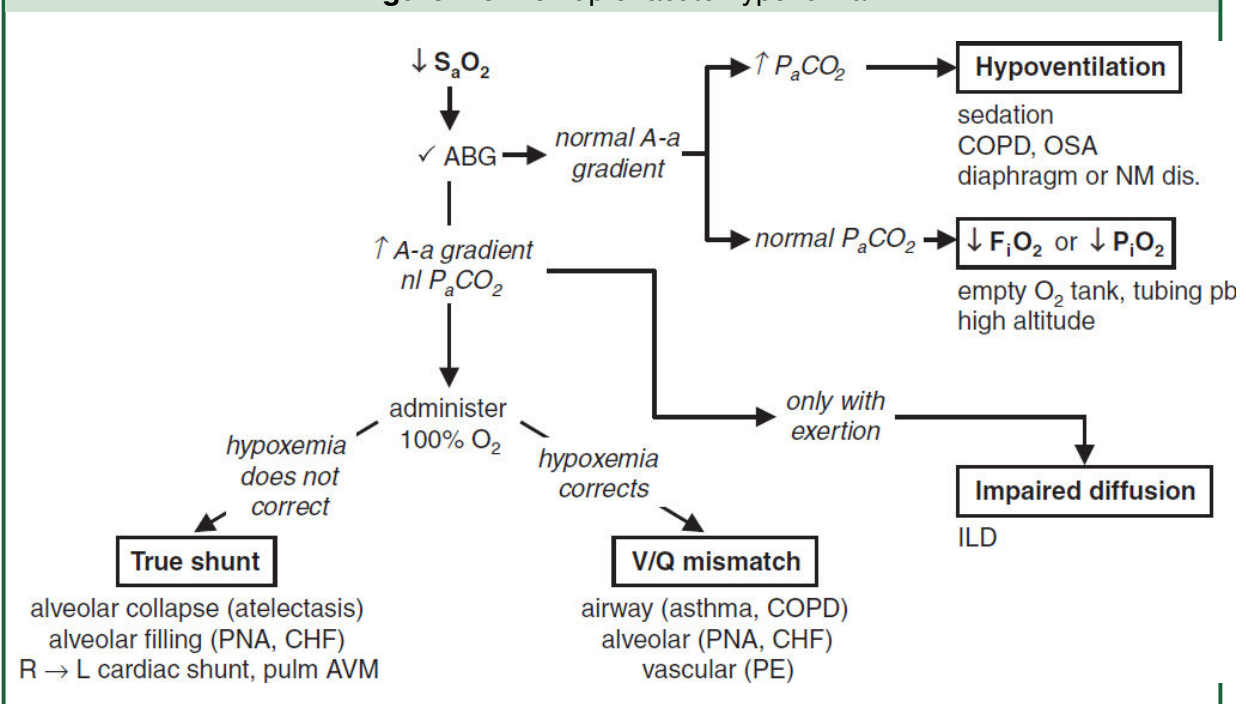 ↓ SaO2
✓ ABG
normal A-a
gradient
↑ PaCO2
Hypoventilation
sedation
COPD, OSA
diaphragm or NM dis.
normal PaCO2
↓ FiO2 or ↓ PiO2
empty O2 tank, tubing pb
high altitude
↑ A-a gradient
nl PaCO2
administer
100% O2
only with
exertion
Impaired diffusion
ILD
hypoxemia
does not
correct
True shunt
alveolar collapse (atelectasis)
alveolar filling (PNA, CHF)
R → L cardiac shunt, pulm AVM
hypoxemia
corrects
V/Q mismatch
airway (asthma, COPD)
alveolar (PNA, CHF)
vascular (PE)